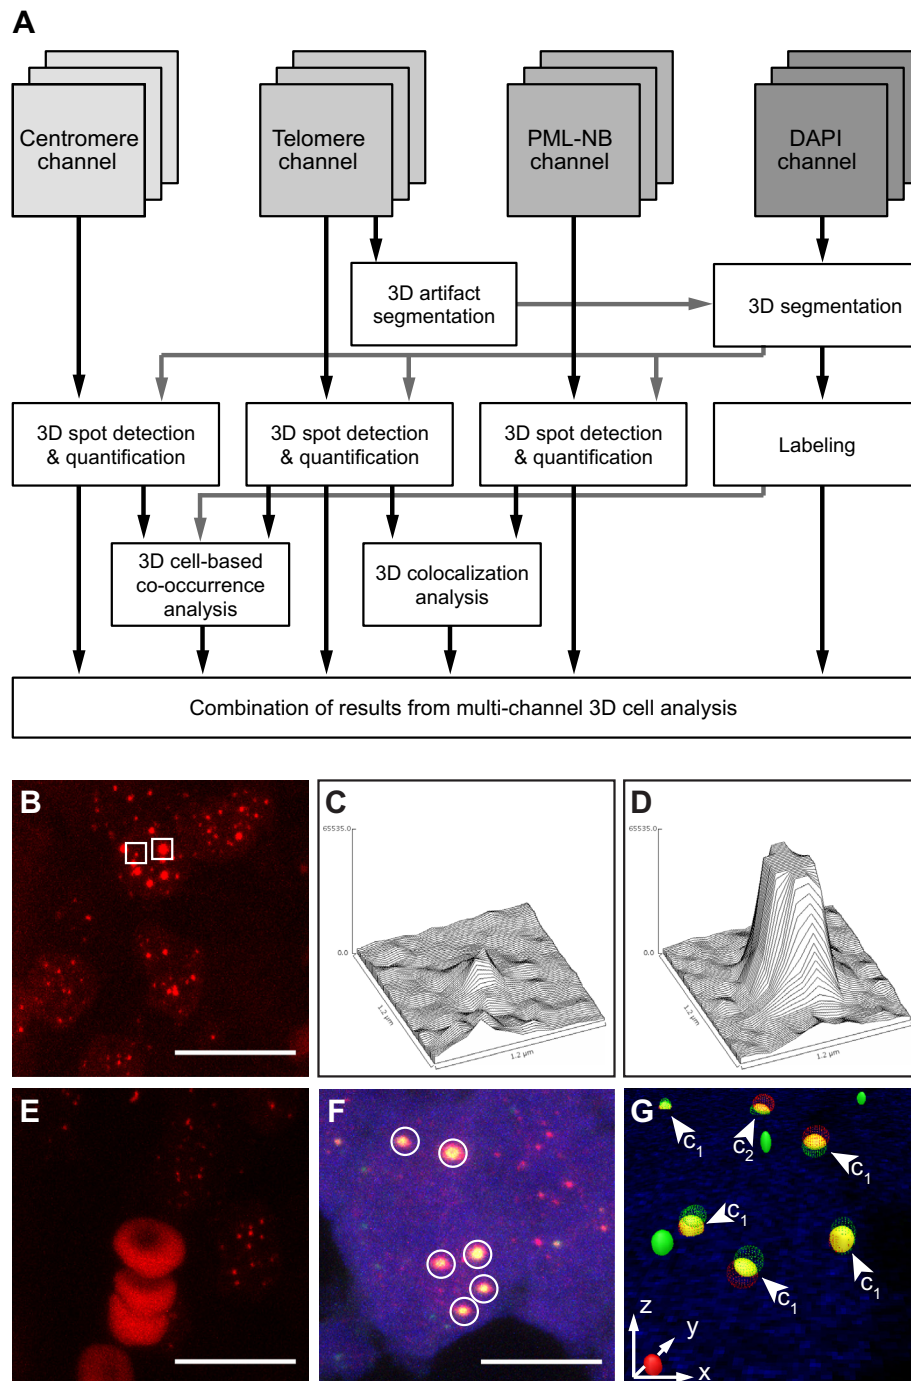 A
Centromere
channel
Telomere
channel
PML-NB
channel
DAPI
channel
3D artifact
segmentation
3D segmentation
3D spot detection
& quantification
3D spot detection
& quantification
3D spot detection
& quantification
Labeling
3D cell-based
co-occurrence
analysis
3D colocalization
analysis
Combination of results from multi-channel 3D cell analysis
B
C
65535.0
0.0
1.2 µm
1.2 µm
D
65535.0
0.0
1.2 µm
1.2 µm
E
F
G
c1
c2
c1
c1
c1
c1
z
y
x